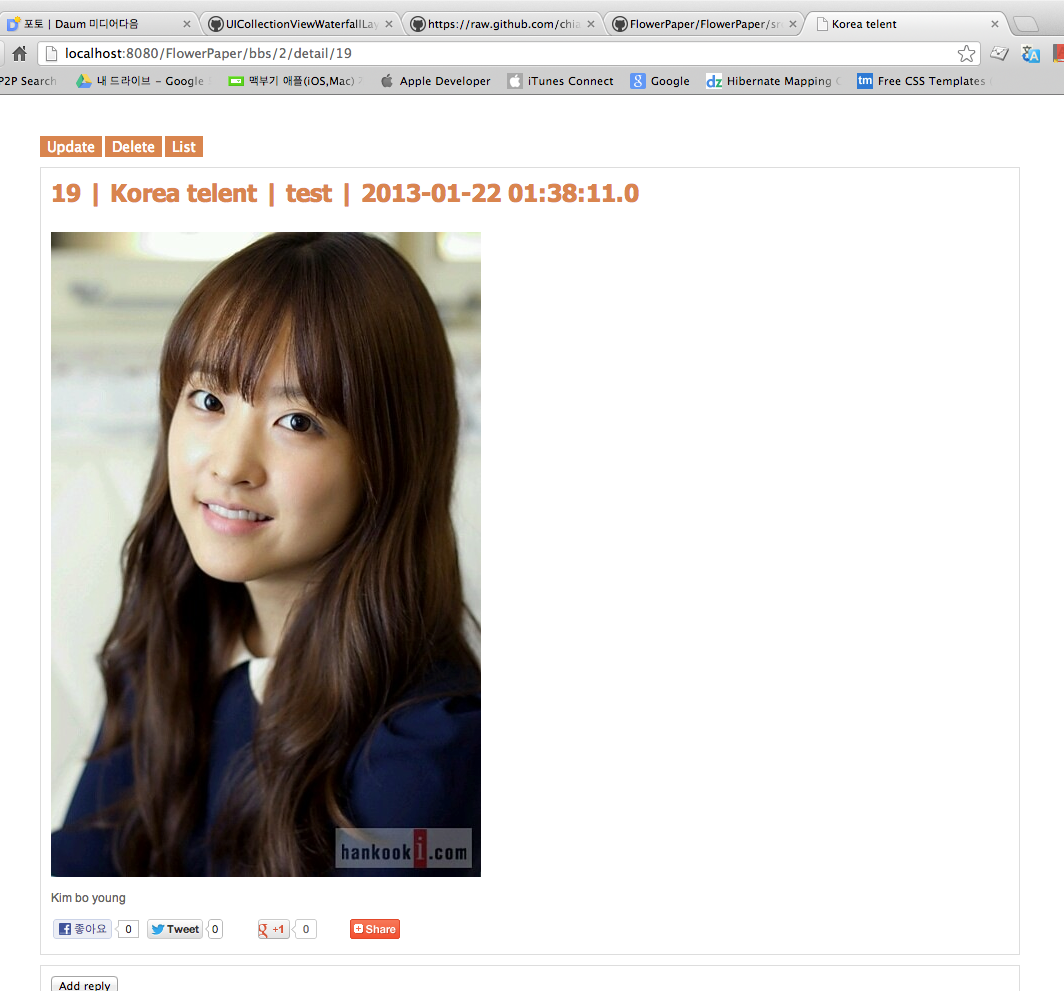 포토 | Daum 미디어다음
UICollectionViewWaterfallLay
https://raw.github.com/chia
FlowerPaper/FlowerPaper/sr
Korea telent
localhost:8080/FlowerPaper/bbs/2/detail/19
P2P Search
내 드라이브 – Google
맥부기 애플(iOS,Mac)
Apple Developer
iTunes Connect
Google
Hibernate Mapping
Free CSS Templates
Update Delete List
19 | Korea telent | test | 2013-01-22 01:38:11.0
hankooki.com
Kim bo young
좋아요 0 Tweet 0 +1 0 Share
Add reply